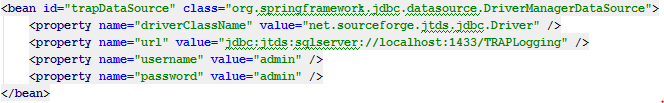 <bean id="trapDataSource" class="org.springframework.jdbc.datasource.DriverManagerDataSource">
<property name="driverClassName" value="net.sourceforge.jtds.jdbc.Driver" />
<property name="url" value="jdbc:jtds:sqlserver://localhost:1433/TRAPLogging" />
<property name="username" value="admin" />
<property name="password" value="admin" />
</bean>